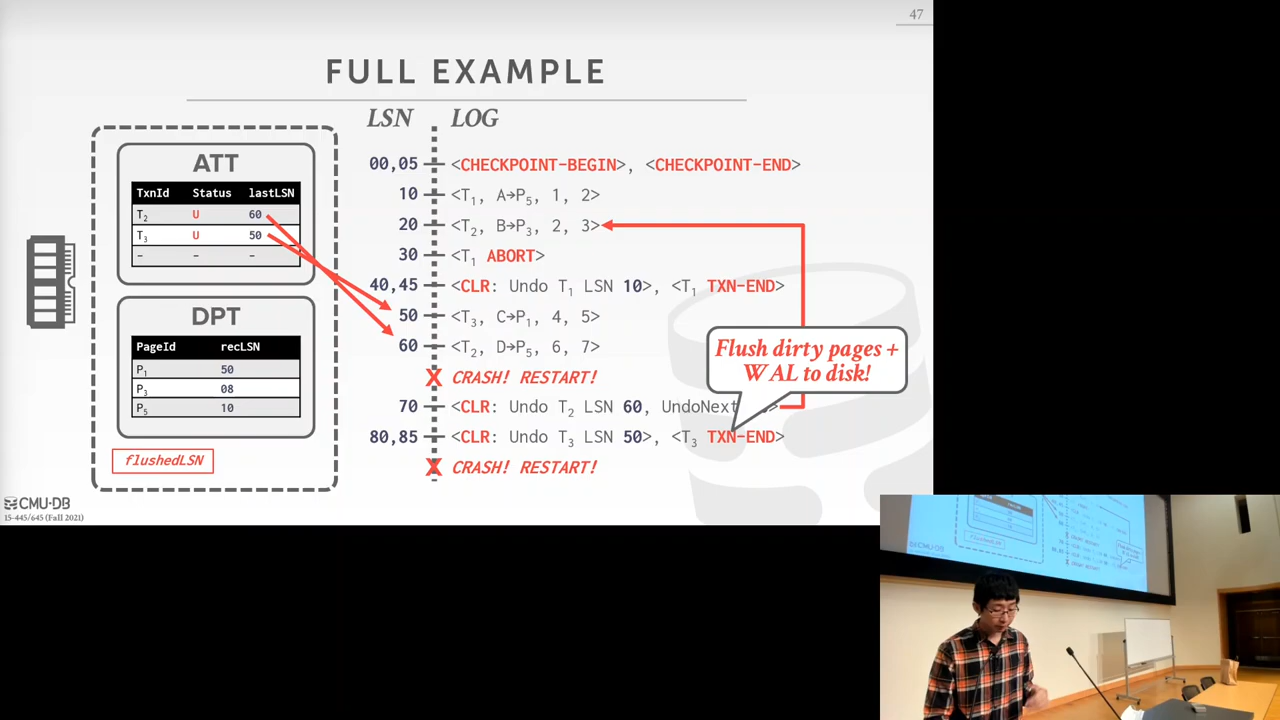 47
FULL EXAMPLE
LSN LOG
ATT
TxnId Status lastLSN
T2 U 60
T3 U 50
- - -
DPT
PageId recLSN
P1 50
P3 08
P5 10
flushedLSN
00,05 <CHECKPOINT-BEGIN>, <CHECKPOINT-END>
10 <T1, A→P5, 1, 2>
20 <T2, B→P3, 2, 3>
30 <T1 ABORT>
40,45 <CLR: Undo T1 LSN 10>, <T1 TXN-END>
50 <T3, C→P1, 4, 5>
60 <T2, D→P5, 6, 7>
X CRASH! RESTART!
Flush dirty pages +
WAL to disk!
70 <CLR: Undo T2 LSN 60, UndoNext >
80,85 <CLR: Undo T3 LSN 50>, <T3 TXN-END>
X CRASH! RESTART!
CMU·DB
15-445/645 (Fall 2021)